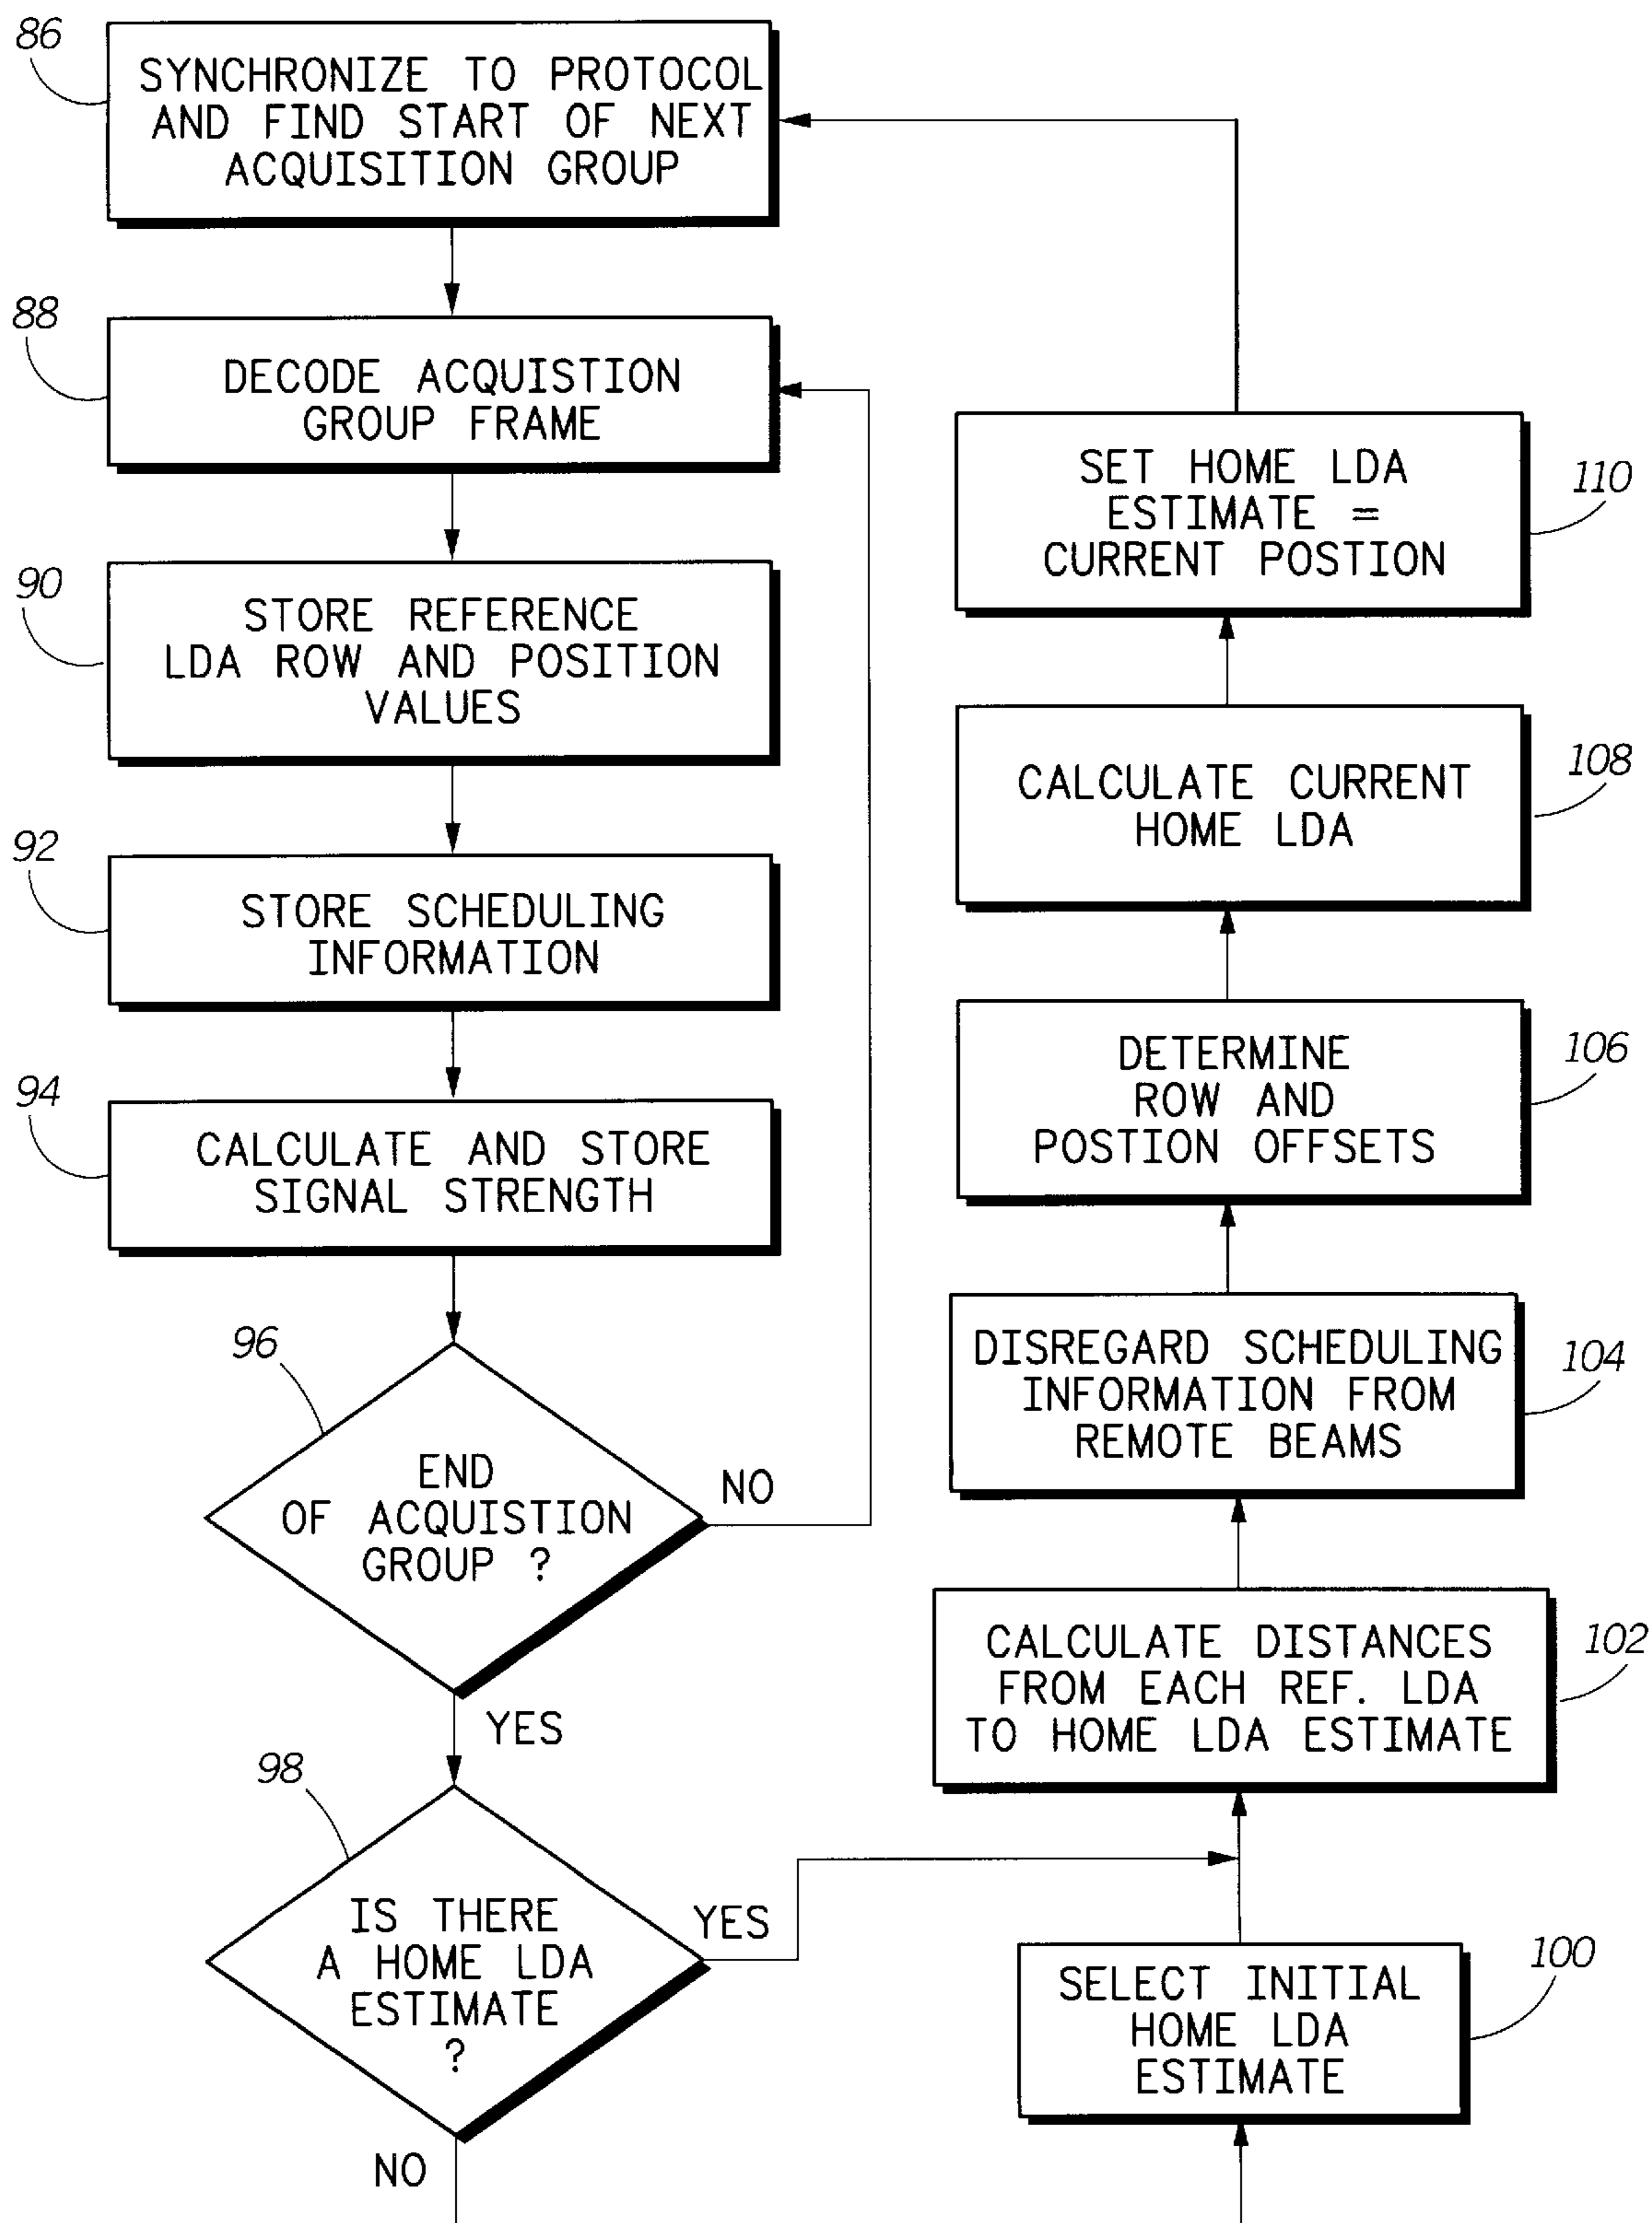 86
SYNCHRONIZE TO PROTOCOL
AND FIND START OF NEXT
ACQUISITION GROUP
88
DECODE ACQUISTION
GROUP FRAME
90
STORE REFERENCE
LDA ROW AND POSITION
VALUES
92
STORE SCHEDULING
INFORMATION
94
CALCULATE AND STORE
SIGNAL STRENGTH
96
END
OF ACQUISTION
GROUP ?
NO
YES
98
IS THERE
A HOME LDA
ESTIMATE
?
YES
NO
100
SELECT INITIAL
HOME LDA
ESTIMATE
102
CALCULATE DISTANCES
FROM EACH REF. LDA
TO HOME LDA ESTIMATE
104
DISREGARD SCHEDULING
INFORMATION FROM
REMOTE BEAMS
106
DETERMINE
ROW AND
POSTION OFFSETS
108
CALCULATE CURRENT
HOME LDA
110
SET HOME LDA
ESTIMATE =
CURRENT POSTION